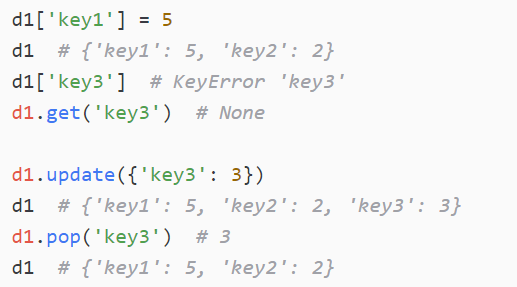 d1['key1'] = 5
d1  # {'key1': 5, 'key2': 2}
d1['key3']  # KeyError 'key3'
d1.get('key3')  # None
d1.update({'key3': 3})
d1  # {'key1': 5, 'key2': 2, 'key3': 3}
d1.pop('key3')  # 3
d1  # {'key1': 5, 'key2': 2}